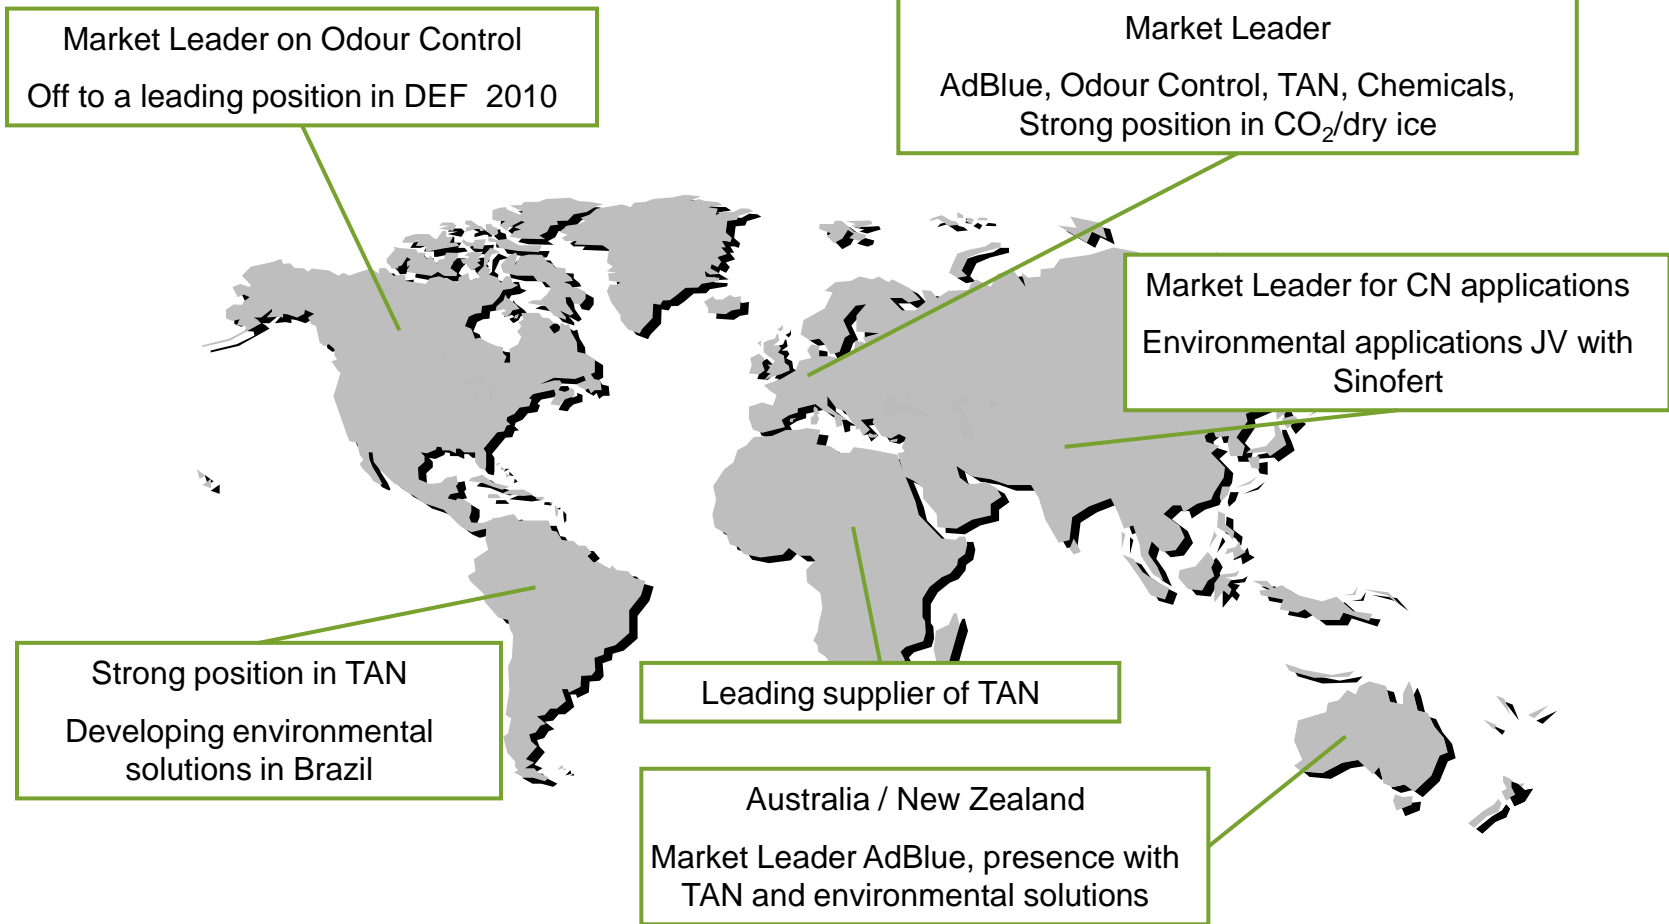 Market Leader on Odour Control
Off to a leading position in DEF 2010
Market Leader
AdBlue, Odour Control, TAN, Chemicals,
Strong position in CO₂/dry ice
Market Leader for CN applications
Environmental applications JV with
Sinofert
Strong position in TAN
Developing environmental
solutions in Brazil
Leading supplier of TAN
Australia / New Zealand
Market Leader AdBlue, presence with
TAN and environmental solutions